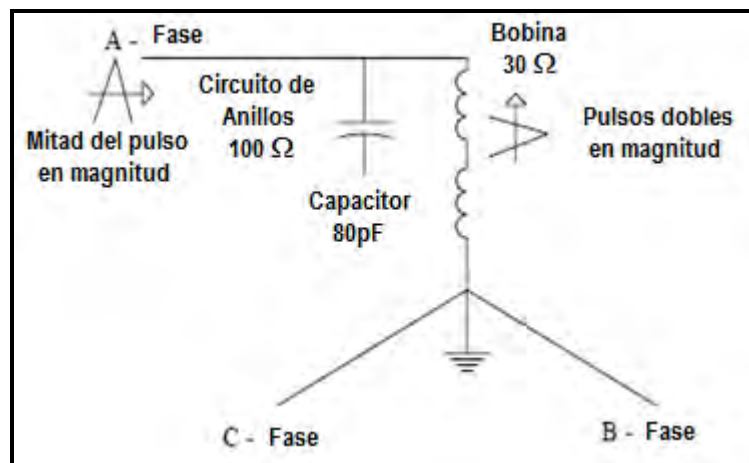 A - Fase
Bobina
30 Ω
Circuito de
Anillos
100 Ω
Mitad del pulso
en magnitud
Pulsos dobles
en magnitud
Capacitor
80pF
C - Fase
B - Fase